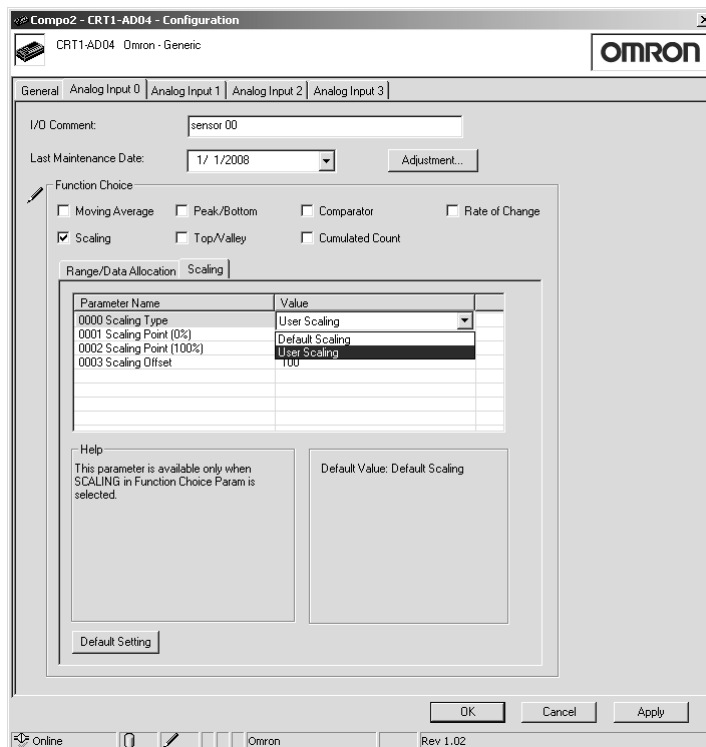 Compo2 - CRT1-AD04 - Configuration
CRT1-AD04 Omron - Generic
OMRON
General Analog Input 0 Analog Input 1 Analog Input 2 Analog Input 3
I/O Comment: sensor 00
Last Maintenance Date: 1/ 1/2008 Adjustment...
Function Choice
Moving Average Peak/Bottom Comparator Rate of Change
Scaling Top/Valley Cumulated Count
Range/Data Allocation Scaling
Parameter Name Value
0000 Scaling Type User Scaling
0001 Scaling Point (0%) Default Scaling
0002 Scaling Point (100%) User Scaling
0003 Scaling Offset 100
Help
This parameter is available only when
SCALING in Function Choice Param is
selected.
Default Value: Default Scaling
Default Setting
OK Cancel Apply
Online Omron Rev 1.02